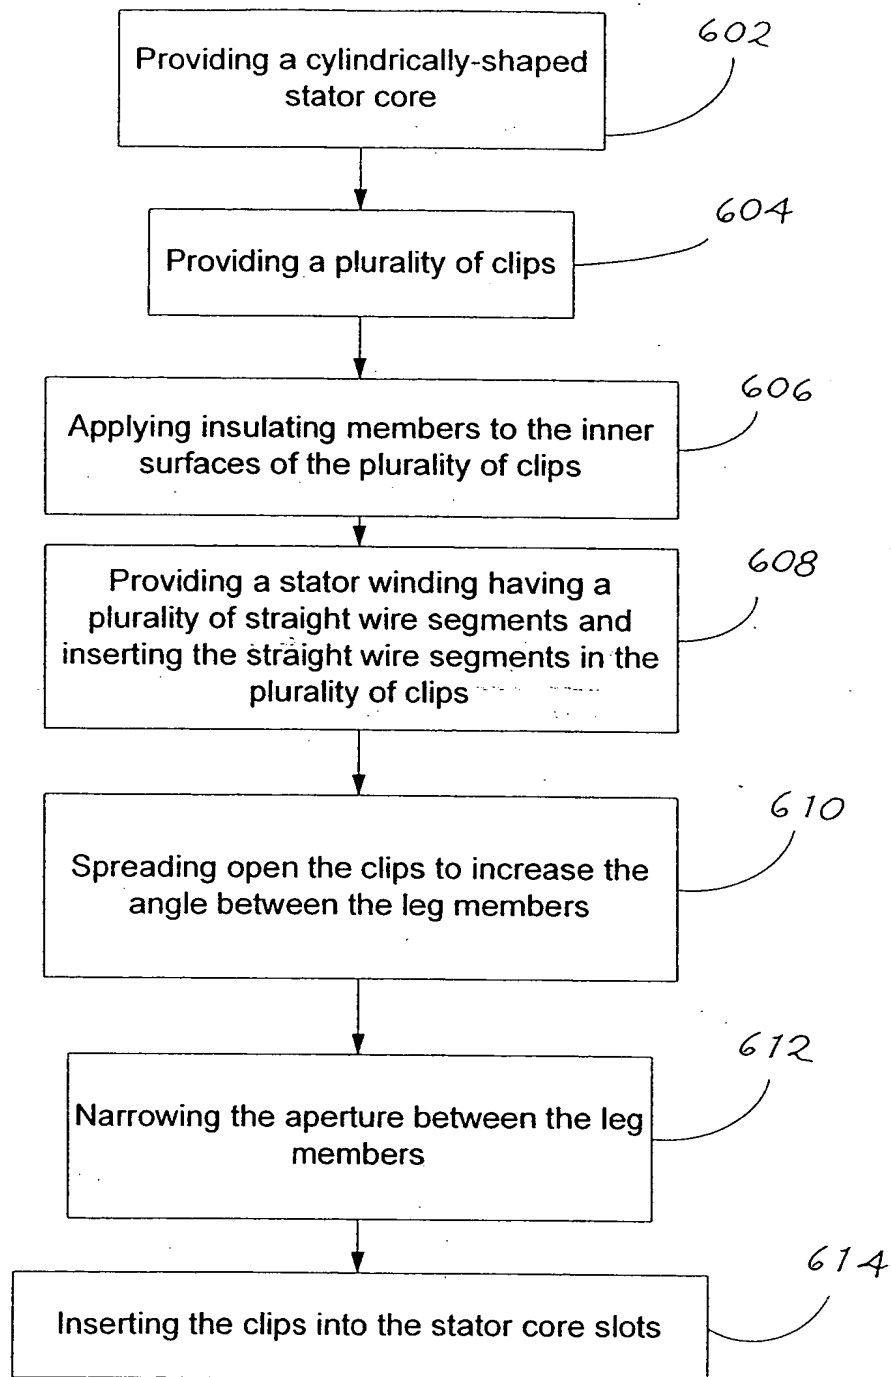 602
Providing a cylindrically-shaped
stator core
604
Providing a plurality of clips
606
Applying insulating members to the inner
surfaces of the plurality of clips
608
Providing a stator winding having a
plurality of straight wire segments and
inserting the straight wire segments in the
plurality of clips
610
Spreading open the clips to increase the
angle between the leg members
612
Narrowing the aperture between the leg
members
614
Inserting the clips into the stator core slots